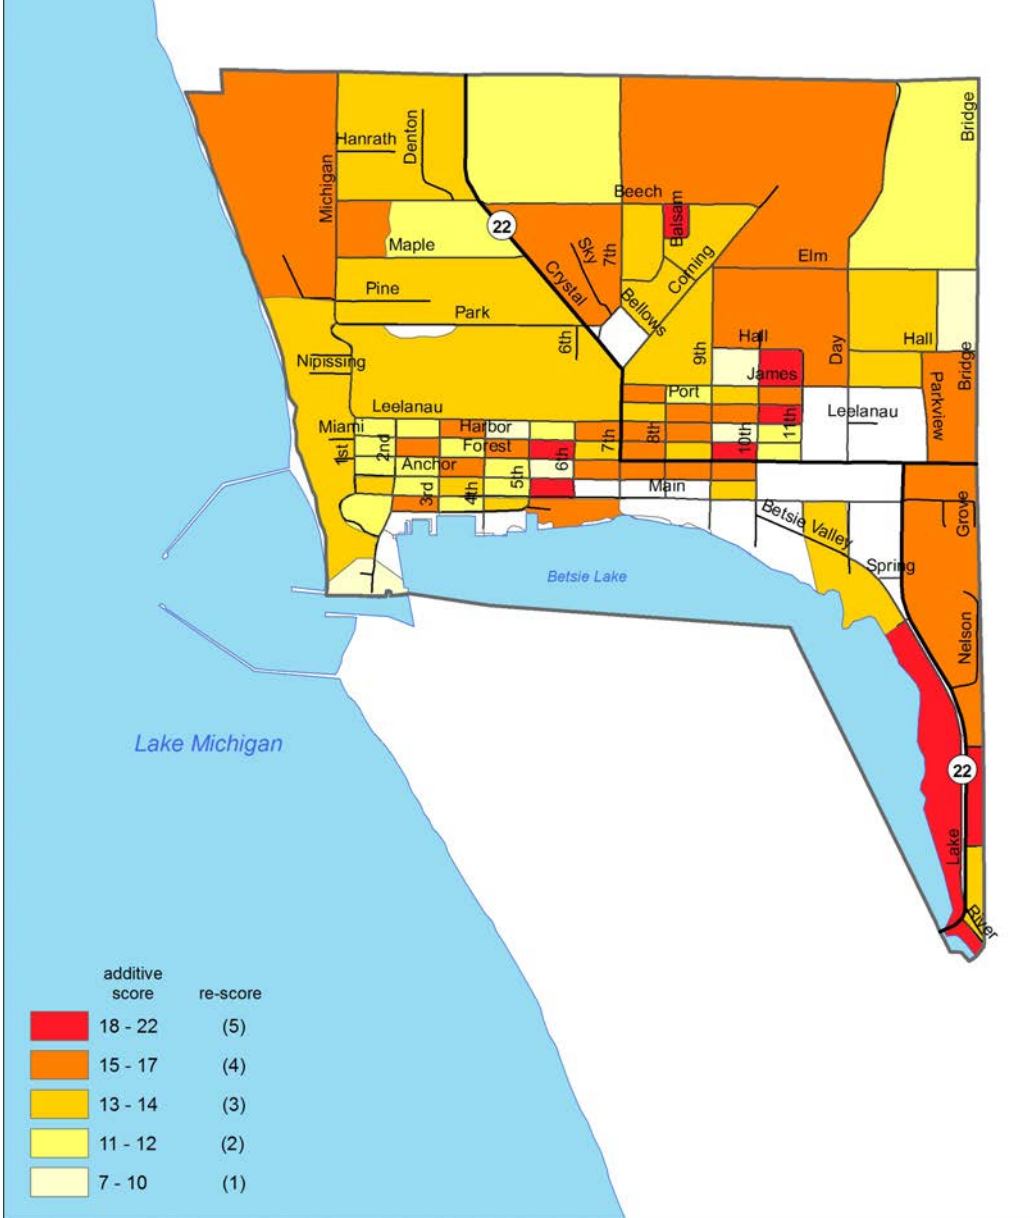 Bridge
Denton
Hanrath
Michigan
Beech
Balsam
22
Maple
Sky
7th
Elm
Corning
Crystal
Pine
Bellows
Park
6th
9th
Hall
Day
Hall
Bridge
Nipissing
James
Parkview
Port
Leelanau
Leelanau
11th
Miami
Harbor
8th
10th
1st
2nd
Forest
7th
6th
Anchor
5th
3rd
4th
Main
Grove
Betsie Valley
Spring
Betsie Lake
Nelson
Lake Michigan
22
Lake
River
additive
score re-score
18 - 22 (5)
15 - 17 (4)
13 - 14 (3)
11 - 12 (2)
7 - 10 (1)